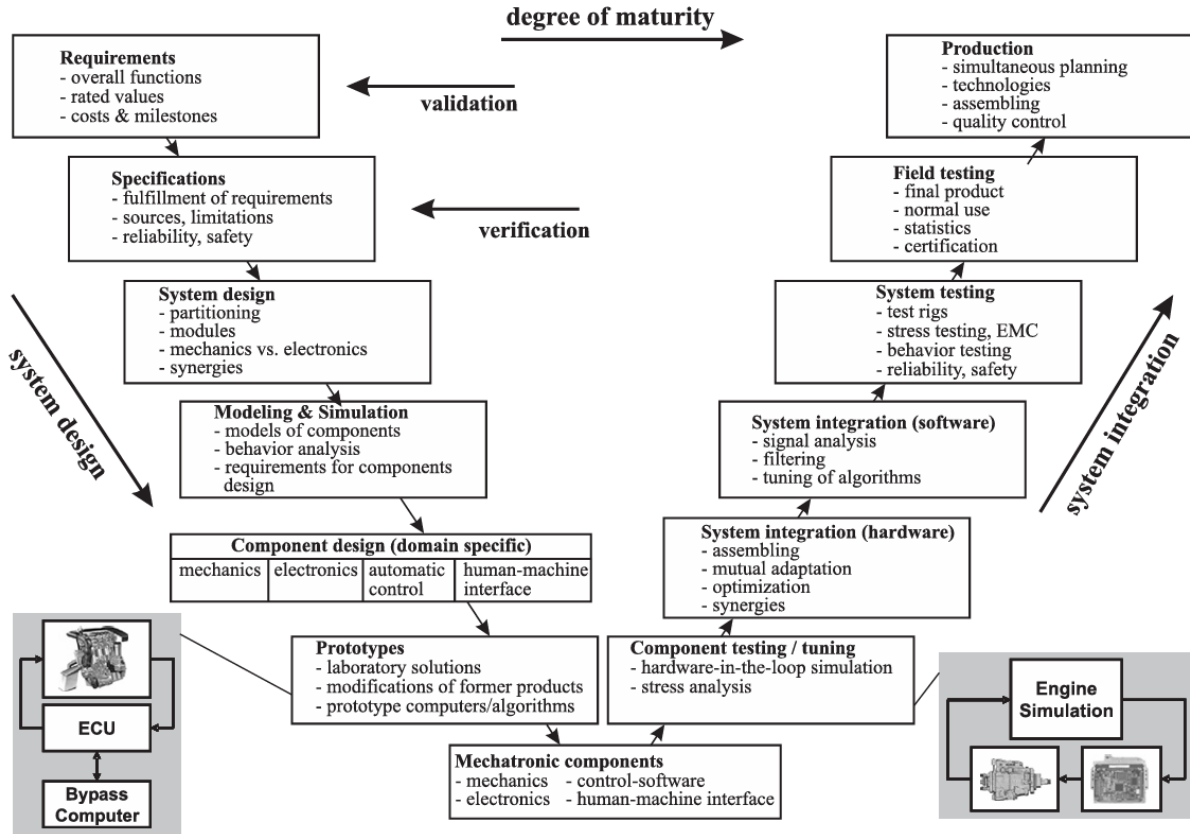 degree of maturity
Requirements
- overall functions
- rated values
- costs & milestones
validation
Production
- simultaneous planning
- technologies
- assembling
- quality control
Specifications
- fulfillment of requirements
- sources, limitations
- reliability, safety
verification
Field testing
- final product
- normal use
- statistics
- certification
system design
System design
- partitioning
- modules
- mechanics vs. electronics
- synergies
System testing
- test rigs
- stress testing, EMC
- behavior testing
- reliability, safety
system integration
Modeling & Simulation
- models of components
- behavior analysis
- requirements for components
design
System integration (software)
- signal analysis
- filtering
- tuning of algorithms
Component design (domain specific)
mechanics
electronics
automatic
control
human-machine
interface
System integration (hardware)
- assembling
- mutual adaptation
- optimization
- synergies
Prototypes
- laboratory solutions
- modifications of former products
- prototype computers/algorithms
Component testing / tuning
- hardware-in-the-loop simulation
- stress analysis
ECU
Bypass
Computer
Mechatronic components
- mechanics - control-software
- electronics - human-machine interface
Engine
Simulation